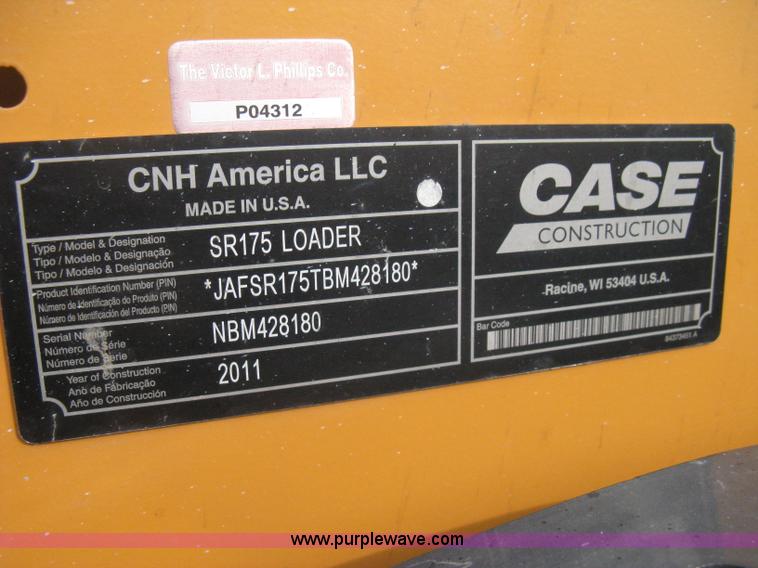 The Victor L. Phillips Co.
P04312
CNH America LLC
MADE IN U.S.A.
Type / Model & Designation
Tipo / Modelo & Designação
Tipo / Modelo & Designación
SR175 LOADER
Product Identification Number (PIN)
Número de Identificação do Produto (PIN)
Número de Identificación del Producto (PIN)
*JAFSR175TBM428180*
Serial Number
Número de Série
Número de Serie
NBM428180
Year of Construction
Ano de Fabricação
Año de Construcción
2011
CASE
CONSTRUCTION
Racine, WI 53404 U.S.A.
Bar Code
84373451 A
www.purplewave.com